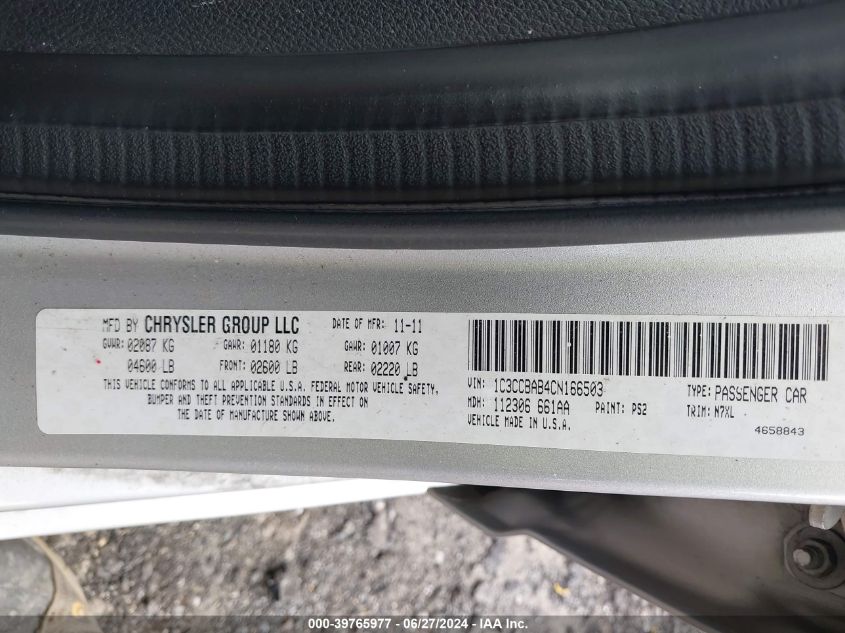 MFD BY CHRYSLER GROUP LLC DATE OF MFR: 11-11
GVWR: 02087 KG GAWR: 01180 KG GAWR: 01007 KG
04600 LB FRONT: 02600 LB REAR: 02220 LB
THIS VEHICLE CONFORMS TO ALL APPLICABLE U.S.A. FEDERAL MOTOR VEHICLE SAFETY,
BUMPER AND THEFT PREVENTION STANDARDS IN EFFECT ON
THE DATE OF MANUFACTURE SHOWN ABOVE.
VIN: 1C3CCBAB4CN166503 TYPE: PASSENGER CAR
MDH: 112306 661AA PAINT: PS2 TRIM: N7XL
VEHICLE MADE IN U.S.A. 4658843
000-39765977 - 06/27/2024 - IAA Inc.